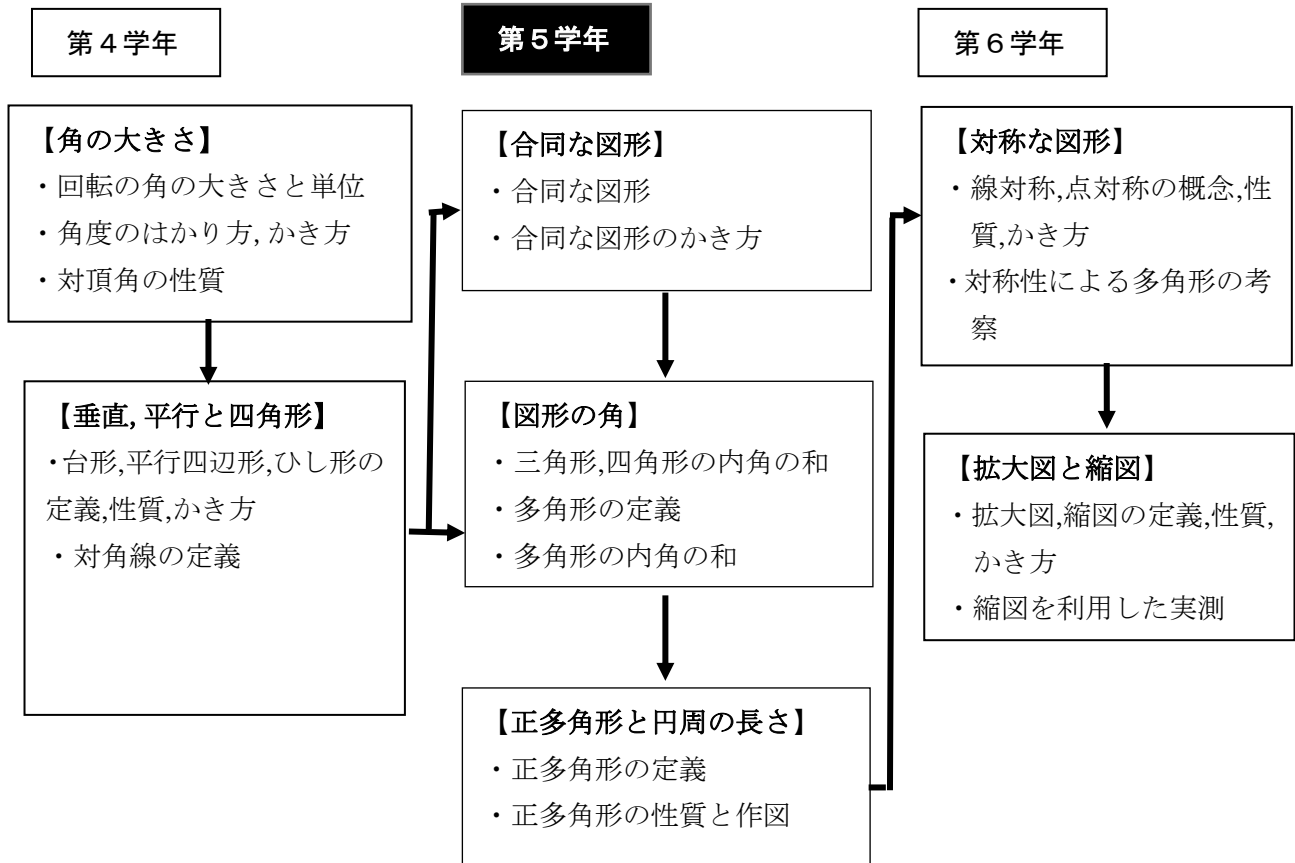 第４学年
【角の大きさ】
・回転の角の大きさと単位
・角度のはかり方,かき方
・対頂角の性質
【垂直,平行と四角形】
・台形,平行四辺形,ひし形の
定義,性質,かき方
・対角線の定義
第５学年
【合同な図形】
・合同な図形
・合同な図形のかき方
【図形の角】
・三角形,四角形の内角の和
・多角形の定義
・多角形の内角の和
【正多角形と円周の長さ】
・正多角形の定義
・正多角形の性質と作図
第６学年
【対称な図形】
・線対称,点対称の概念,性
質,かき方
・対称性による多角形の考
察
【拡大図と縮図】
・拡大図,縮図の定義,性質,
かき方
・縮図を利用した実測